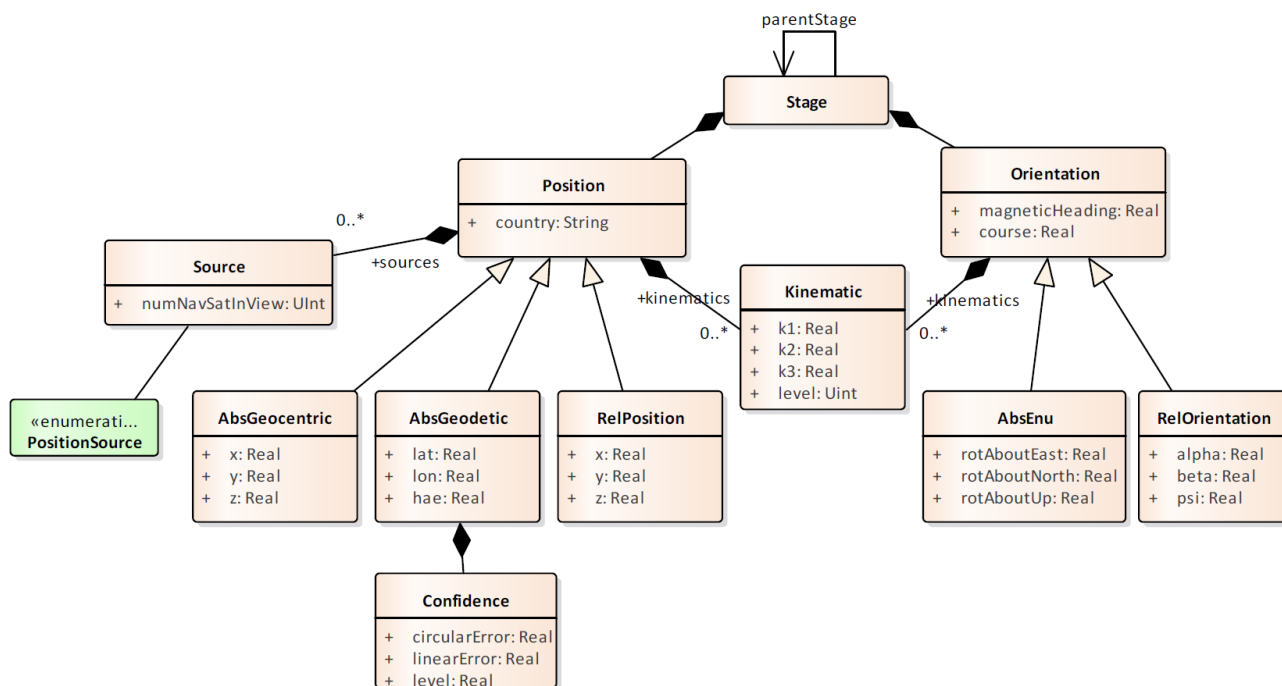 parentStage
Stage
Position
+ country: String
Orientation
+ magneticHeading: Real
+ course: Real
0..*
+sources
Source
+ numNavSatInView: UInt
+kinematics
0..*
Kinematic
+ k1: Real
+ k2: Real
+ k3: Real
+ level: Uint
+kinematics
0..*
«enumerati...
PositionSource
AbsGeocentric
+ x: Real
+ y: Real
+ z: Real
AbsGeodetic
+ lat: Real
+ lon: Real
+ hae: Real
RelPosition
+ x: Real
+ y: Real
+ z: Real
AbsEnu
+ rotAboutEast: Real
+ rotAboutNorth: Real
+ rotAboutUp: Real
RelOrientation
+ alpha: Real
+ beta: Real
+ psi: Real
Confidence
+ circularError: Real
+ linearError: Real
+ level: Real